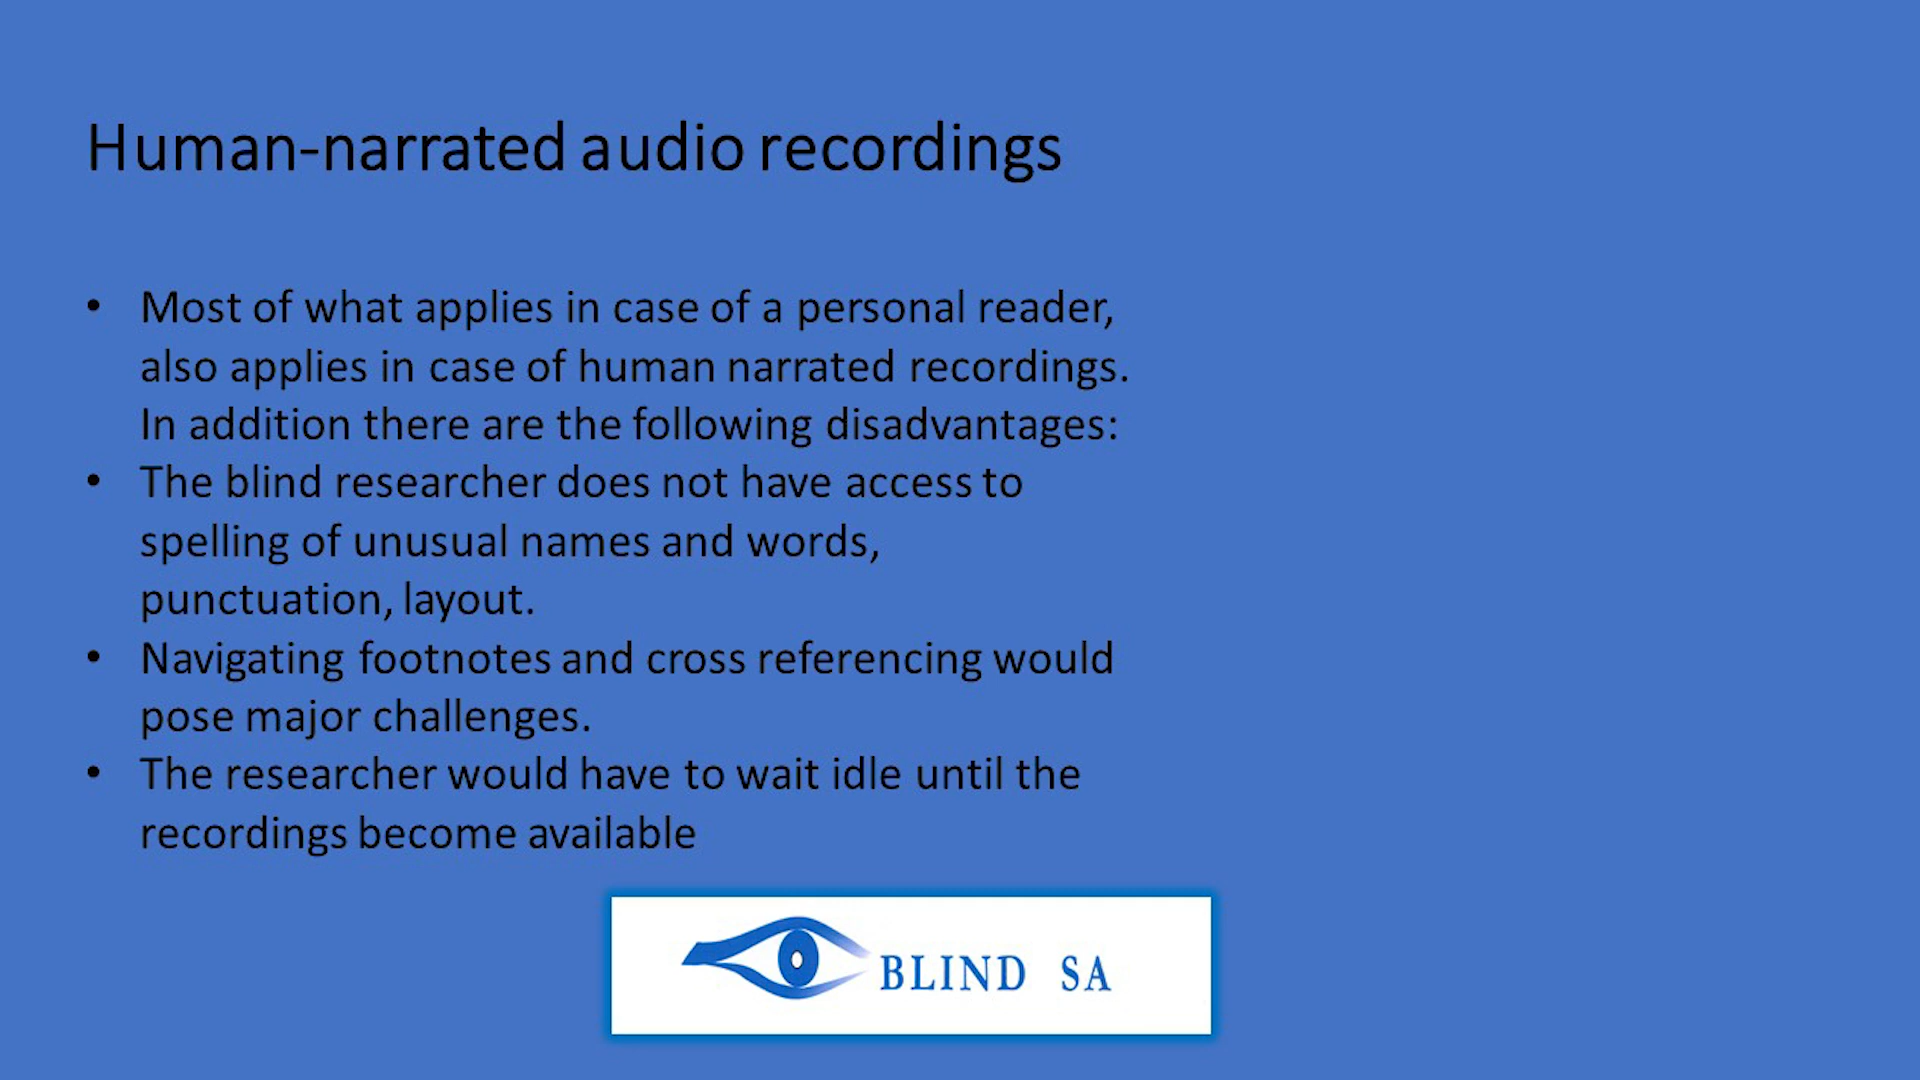 Human-narrated audio recordings
• Most of what applies in case of a personal reader,
also applies in case of human narrated recordings.
In addition there are the following disadvantages:
• The blind researcher does not have access to
spelling of unusual names and words,
punctuation, layout.
• Navigating footnotes and cross referencing would
pose major challenges.
• The researcher would have to wait idle until the
recordings become available
BLIND SA